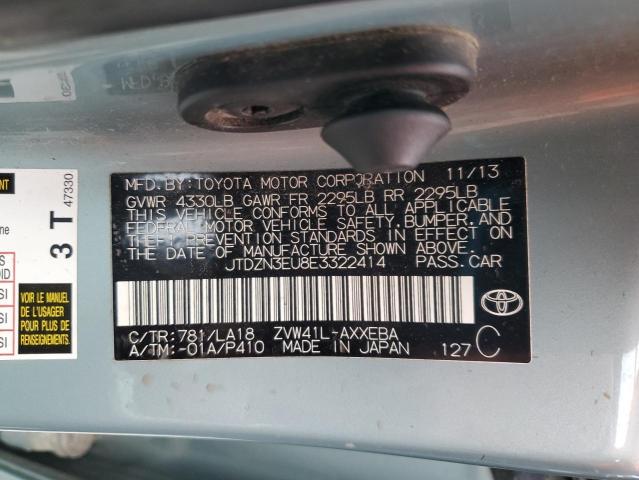 MFD.BY:TOYOTA MOTOR CORPORATION 11/13
GVWR 4330LB GAWR FR 2295LB RR 2295LB
THIS VEHICLE CONFORMS TO ALL APPLICABLE
FEDERAL MOTOR VEHICLE SAFETY,BUMPER,AND
THEFT PREVENTION STANDARDS IN EFFECT ON
THE DATE OF MANUFACTURE SHOWN ABOVE.
JTDZN3EU8E3322414 PASS.CAR
C/TR:781/LA18 ZVW41L-AXXEBA
A/TM:-01A/P410 MADE IN JAPAN 127 C
TOYOTA
3 T 47330
VOIR LE MANUEL
DE L'USAGER
POUR PLUS DE
RENSEIGNEMENTS.